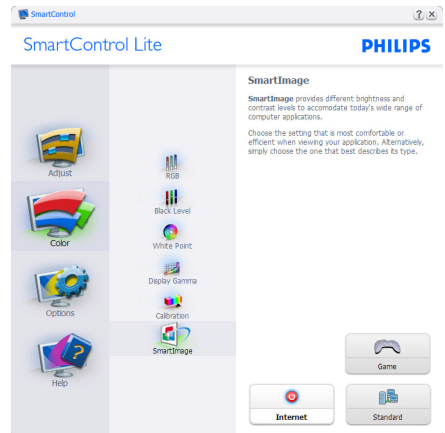 SmartControl
SmartControl Lite
PHILIPS
Adjust
Color
Options
Help
RGB
Black Level
White Point
Display Gamma
Calibration
SmartImage
SmartImage
SmartImage provides different brightness and
contrast levels to accomodate today's wide range of
computer applications.
Choose the setting that is most comfortable or
efficient when viewing your application. Alternatively,
simply choose the one that best describes its type.
Game
Internet
Standard